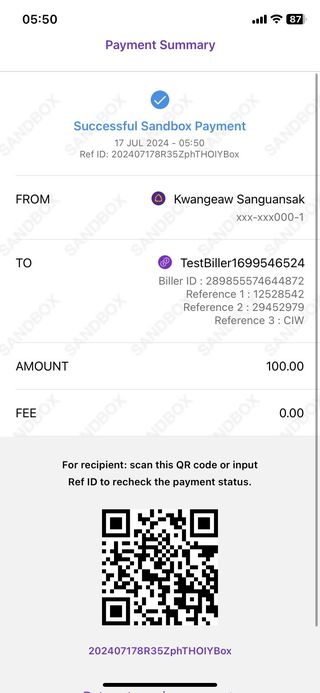 05:50
87
Payment Summary
Successful Sandbox Payment
17 JUL 2024 - 05:50
Ref ID: 202407178R35ZphTHOIYBox
FROM
Kwangeaw Sanguansak
xxx-xxx000-1
TO
TestBiller1699546524
Biller ID : 289855574644872
Reference 1 : 12528542
Reference 2 : 29452979
Reference 3 : CIW
AMOUNT
100.00
FEE
0.00
SANDBOX
For recipient: scan this QR code or input
Ref ID to recheck the payment status.
202407178R35ZphTHOIYBox